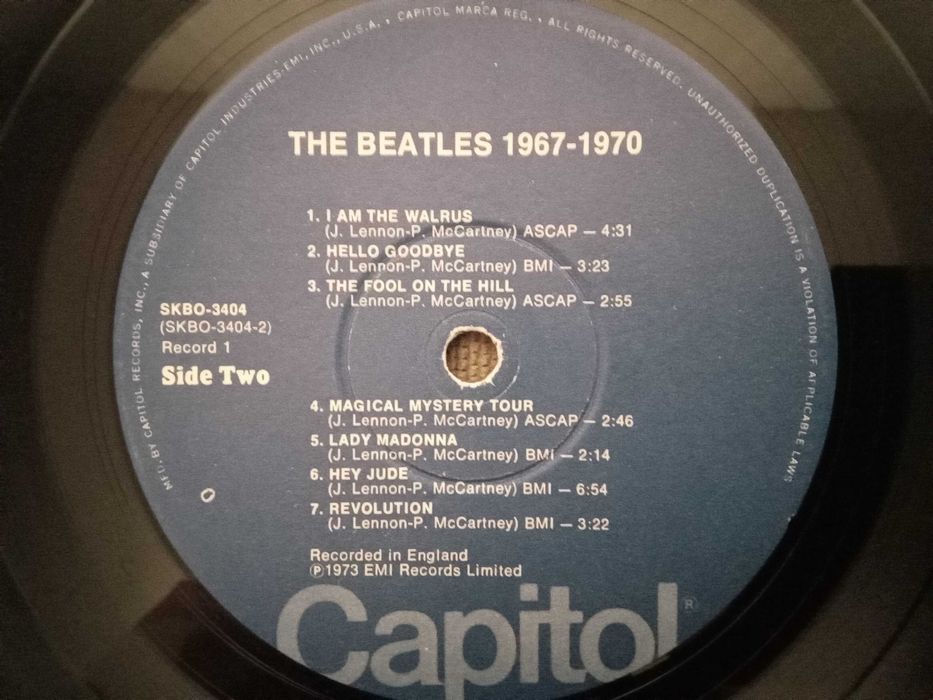 MFD. BY CAPITOL RECORDS, INC., A SUBSIDIARY OF CAPITOL INDUSTRIES-EMI, INC., U.S.A. • CAPITOL MARCA REG. • ALL RIGHTS RESERVED. UNAUTHORIZED DUPLICATION IS A VIOLATION OF APPLICABLE LAWS
THE BEATLES 1967-1970
1. I AM THE WALRUS
(J. Lennon-P. McCartney) ASCAP – 4:31
2. HELLO GOODBYE
(J. Lennon-P. McCartney) BMI – 3:23
3. THE FOOL ON THE HILL
(J. Lennon-P. McCartney) ASCAP – 2:55
SKBO-3404
(SKBO-3404-2)
Record 1
Side Two
4. MAGICAL MYSTERY TOUR
(J. Lennon-P. McCartney) ASCAP – 2:46
5. LADY MADONNA
(J. Lennon-P. McCartney) BMI – 2:14
6. HEY JUDE
(J. Lennon-P. McCartney) BMI – 6:54
7. REVOLUTION
(J. Lennon-P. McCartney) BMI – 3:22
Recorded in England
℗1973 EMI Records Limited
Capitol®